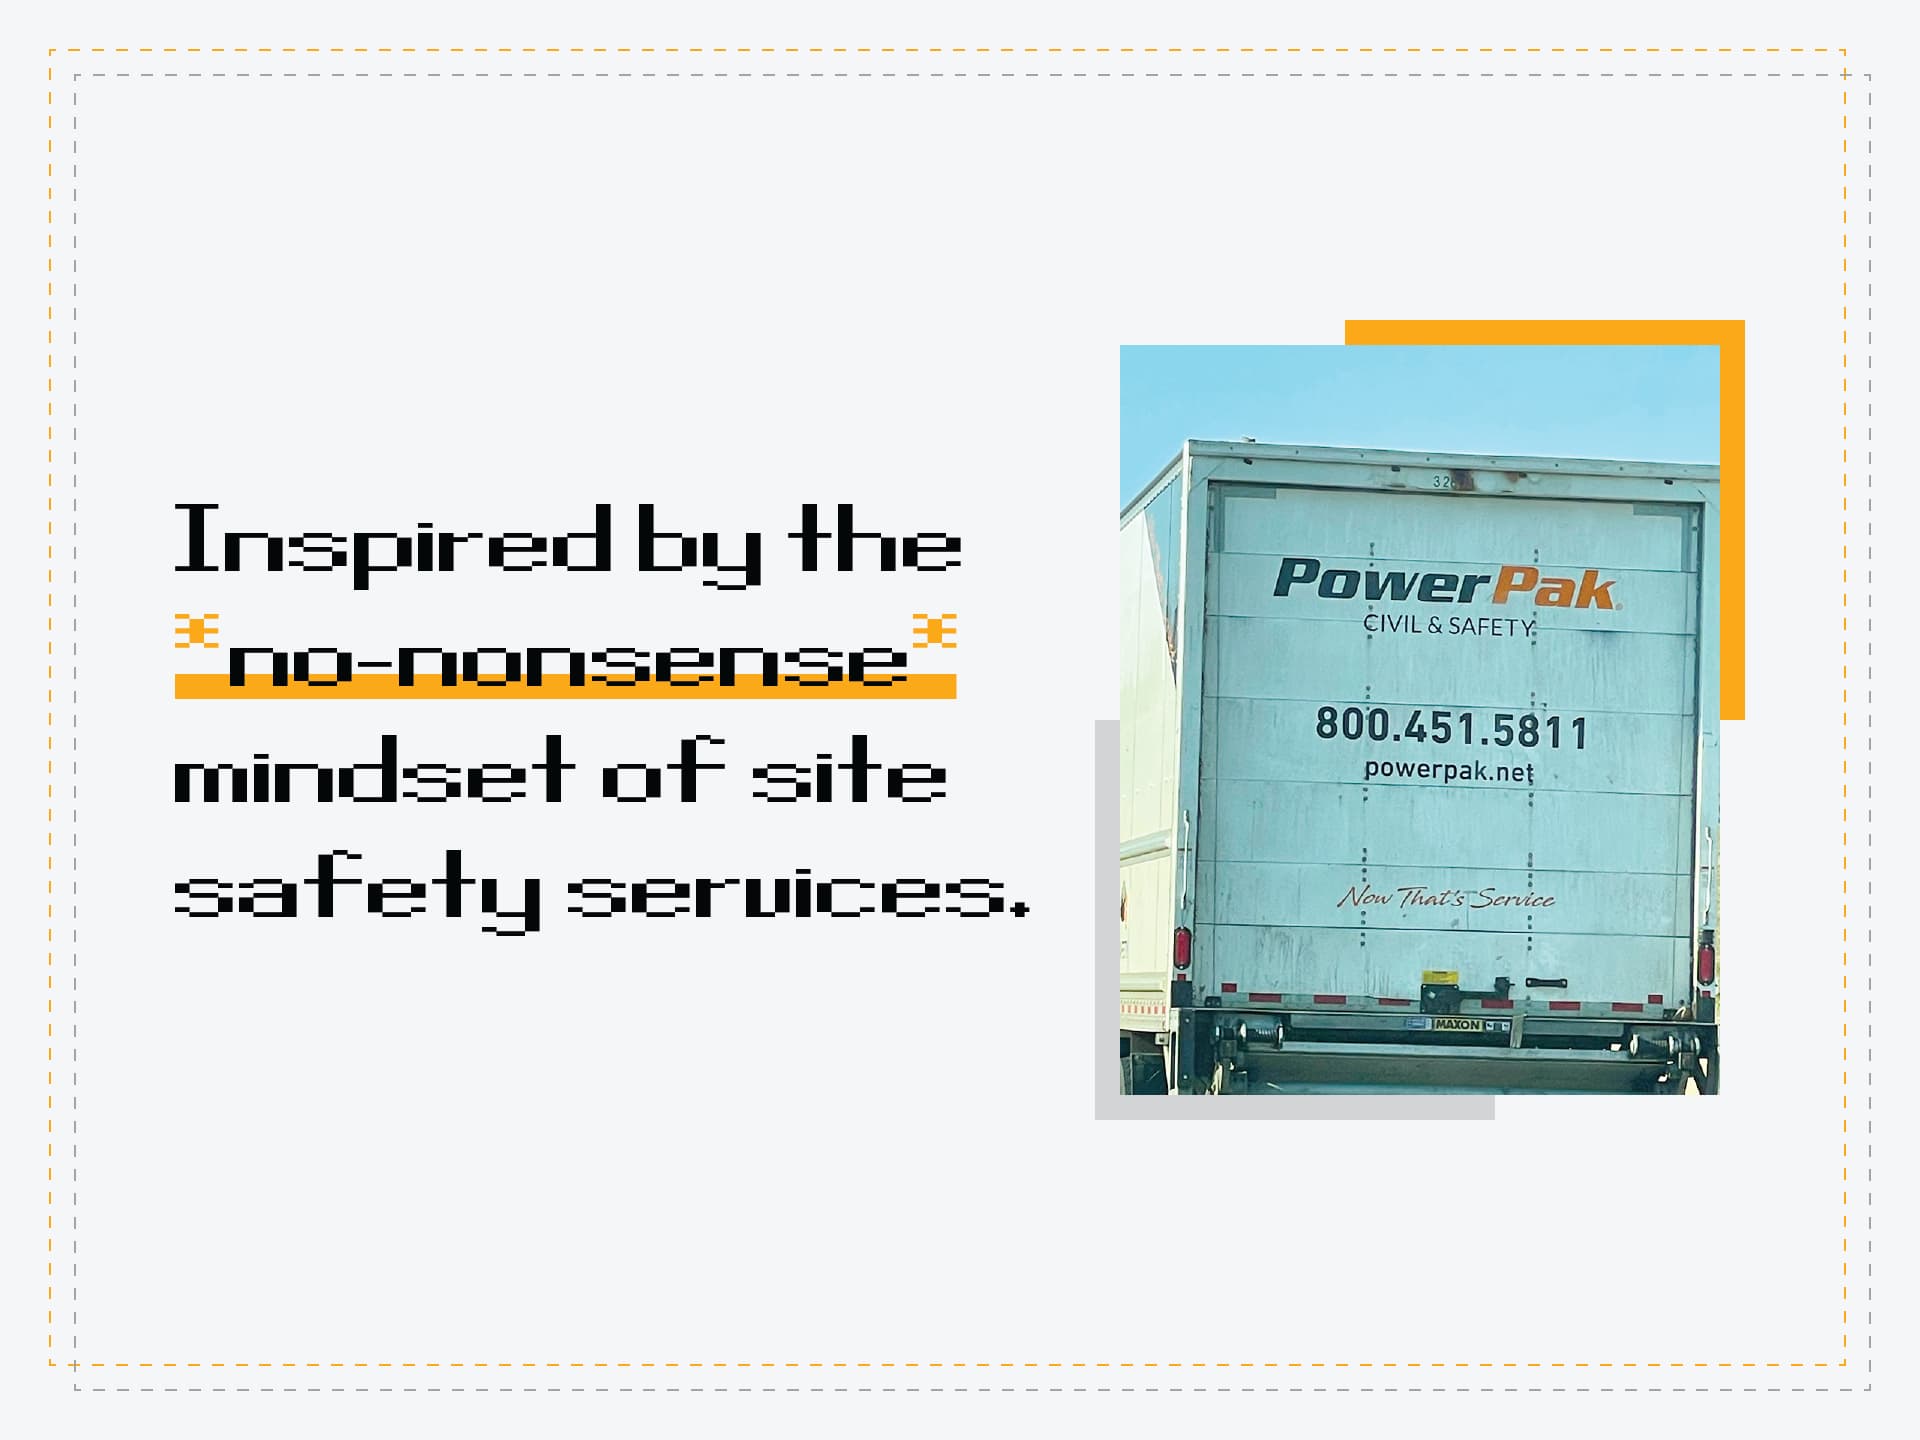 Inspired by the
*no-nonsense*
mindset of site
safety services.
PowerPak
CIVIL & SAFETY
800.451.5811
powerpak.net
Now That's Service
MAXON